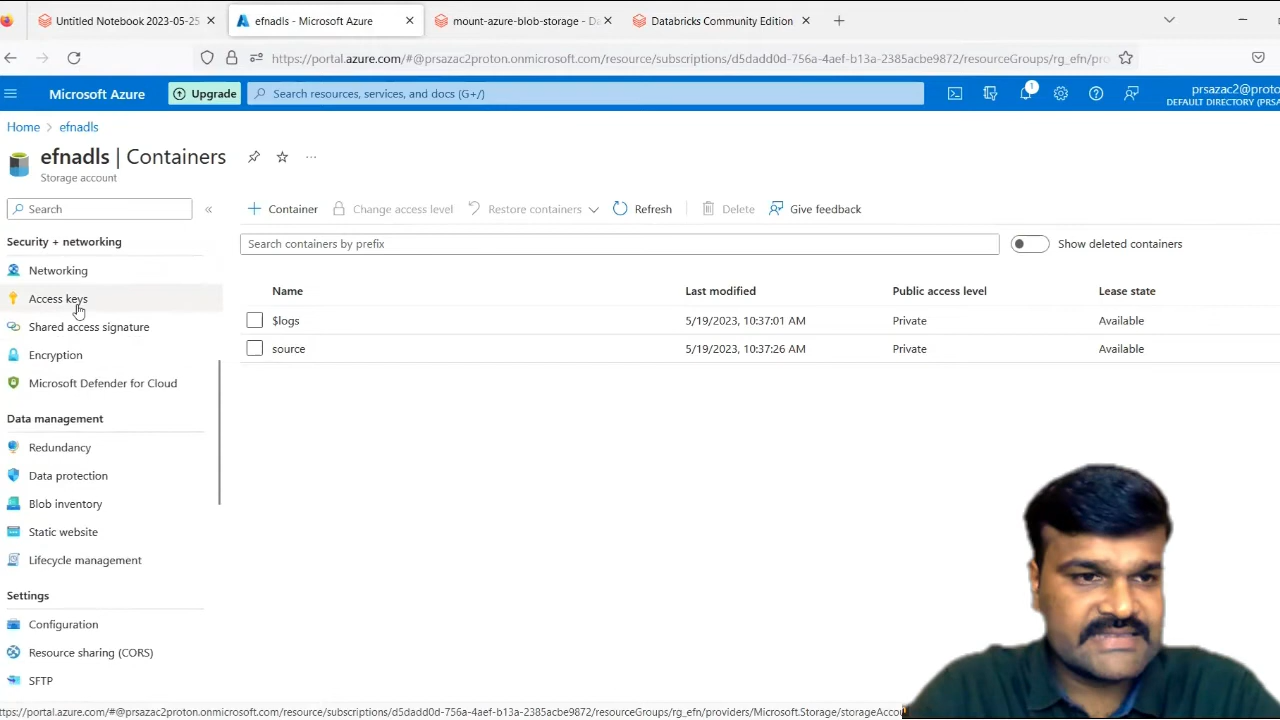 Untitled Notebook 2023-05-25
efnadls - Microsoft Azure
mount-azure-blob-storage - Da
Databricks Community Edition
https://portal.azure.com/#@prsazac2proton.onmicrosoft.com/resource/subscriptions/d5dadd0d-756a-4aef-b13a-2385acbe9872/resourceGroups/rg_efn/pro
Microsoft Azure
Upgrade
Search resources, services, and docs (G+/)
1
prsazac2@proto
DEFAULT DIRECTORY (PRSA
Home > efnadls
efnadls | Containers
Storage account
Search
Container
Change access level
Restore containers
Refresh
Delete
Give feedback
Search containers by prefix
Show deleted containers
Security + networking
Networking
Access keys
Shared access signature
Encryption
Microsoft Defender for Cloud
Data management
Redundancy
Data protection
Blob inventory
Static website
Lifecycle management
Settings
Configuration
Resource sharing (CORS)
SFTP
Name Last modified Public access level Lease state
$logs 5/19/2023, 10:37:01 AM Private Available
source 5/19/2023, 10:37:26 AM Private Available
https://portal.azure.com/#@prsazac2proton.onmicrosoft.com/resource/subscriptions/d5dadd0d-756a-4aef-b13a-2385acbe9872/resourceGroups/rg_efn/providers/Microsoft.Storage/storageAccou